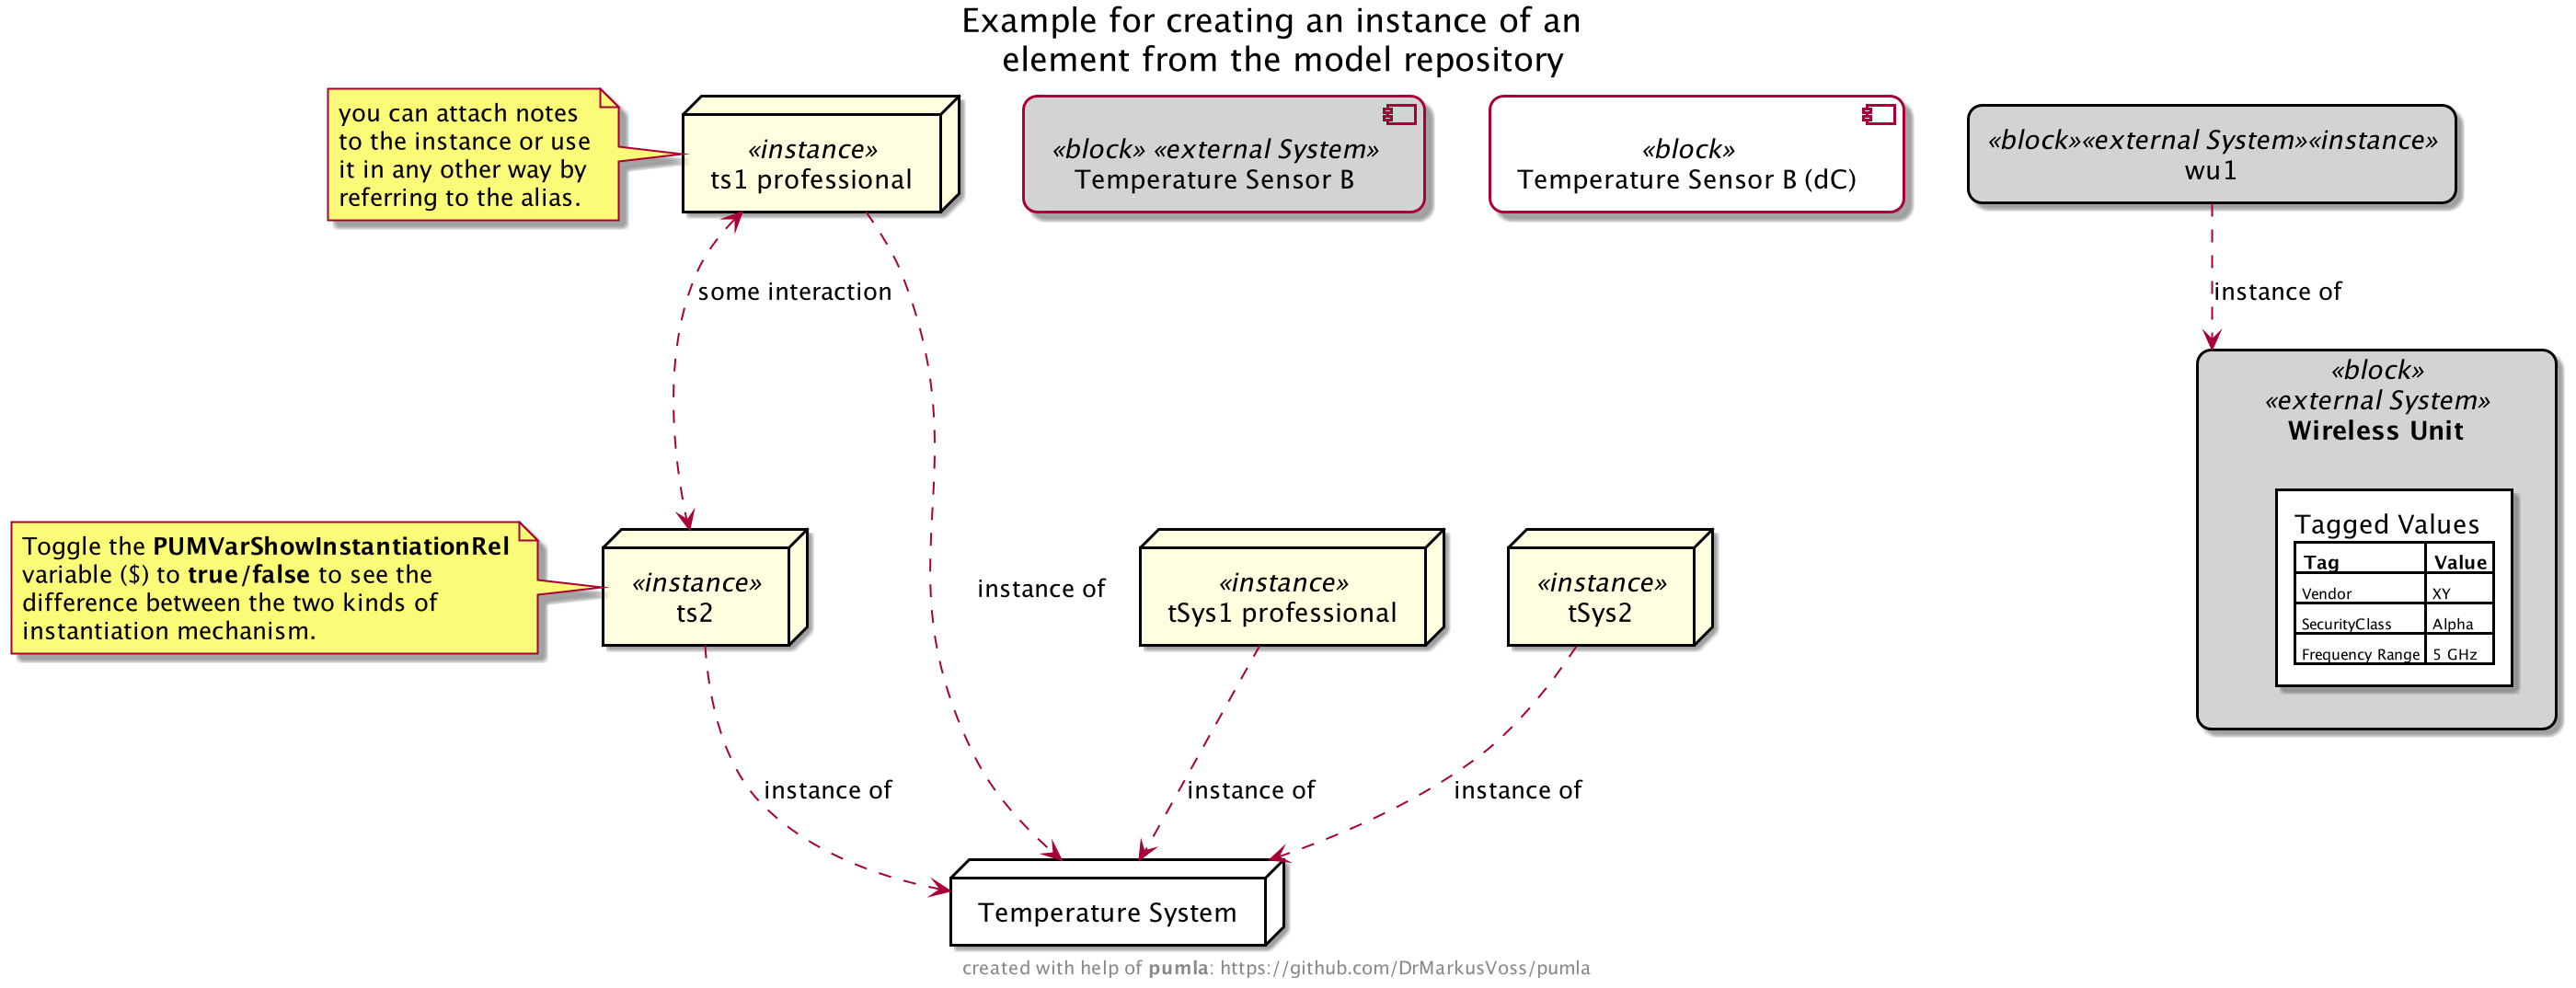 Example for creating an instance of an
element from the model repository
you can attach notes
to the instance or use
it in any other way by
referring to the alias.
«instance»
ts1 professional
«block» «external System»
Temperature Sensor B
«block»
Temperature Sensor B (dC)
«block»«external System»«instance»
wu1
some interaction
instance of
«block»
«external System»
Wireless Unit
Tagged Values
Tag Value
Vendor XY
SecurityClass Alpha
Frequency Range 5 GHz
Toggle the PUMVarShowInstantiationRel
variable ($) to true/false to see the
difference between the two kinds of
instantiation mechanism.
«instance»
ts2
instance of
«instance»
tSys1 professional
«instance»
tSys2
instance of
instance of
instance of
Temperature System
created with help of pumla: https://github.com/DrMarkusVoss/pumla